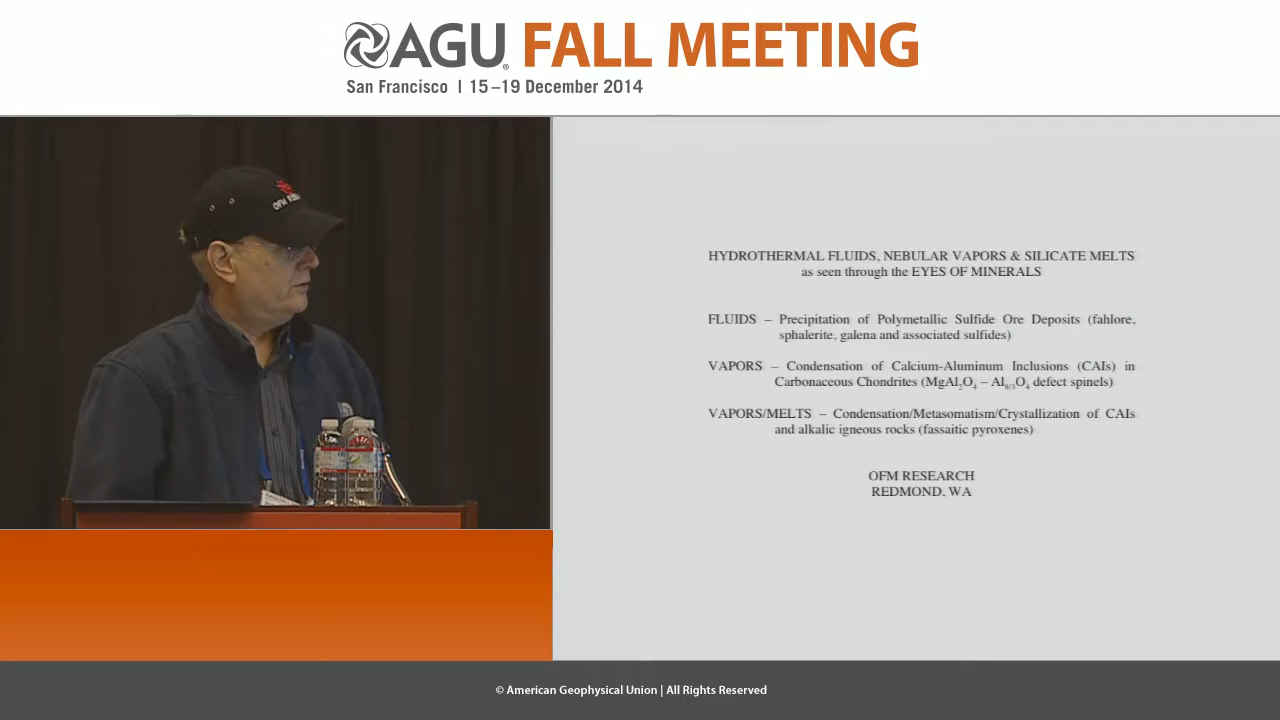 AGU® FALL MEETING
San Francisco | 15–19 December 2014
HYDROTHERMAL FLUIDS, NEBULAR VAPORS & SILICATE MELTS
as seen through the EYES OF MINERALS
FLUIDS – Precipitation of Polymetallic Sulfide Ore Deposits (fahlore,
sphalerite, galena and associated sulfides)
VAPORS – Condensation of Calcium-Aluminum Inclusions (CAIs) in
Carbonaceous Chondrites (MgAl₂O₄ – Al₈/₃O₄ defect spinels)
VAPORS/MELTS – Condensation/Metasomatism/Crystallization of CAIs
and alkalic igneous rocks (fassaitic pyroxenes)
OFM RESEARCH
REDMOND, WA
© American Geophysical Union | All Rights Reserved